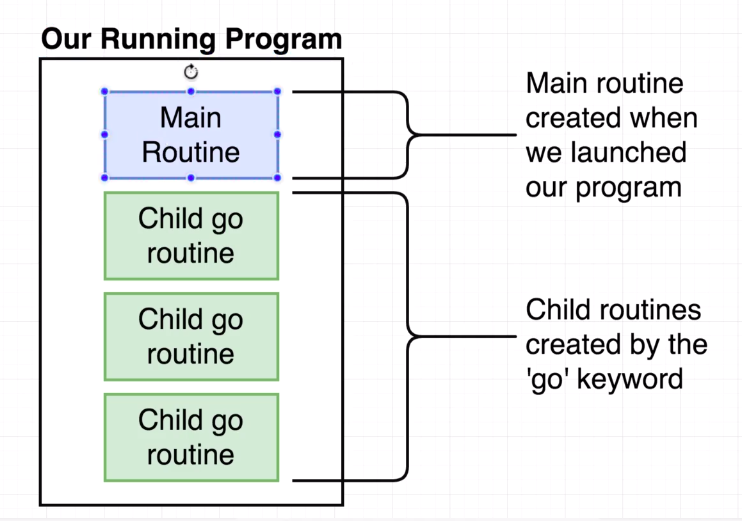 Our Running Program
Main
Routine
Child go
routine
Child go
routine
Child go
routine
Main routine
created when
we launched
our program
Child routines
created by the
'go' keyword